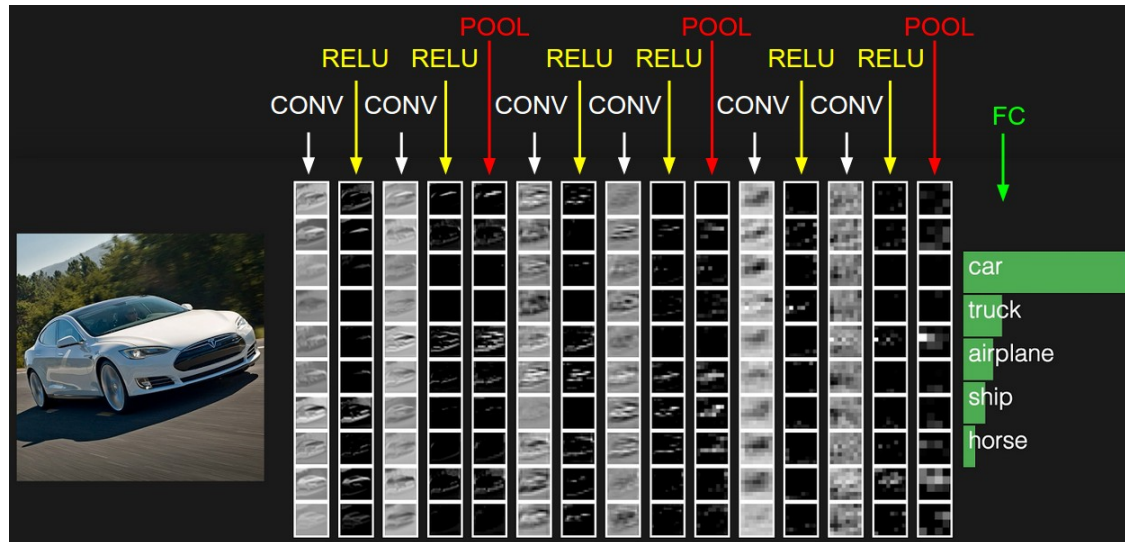 POOL POOL POOL
RELU RELU RELU RELU RELU RELU
CONV CONV CONV CONV CONV CONV
FC
car
truck
airplane
ship
horse